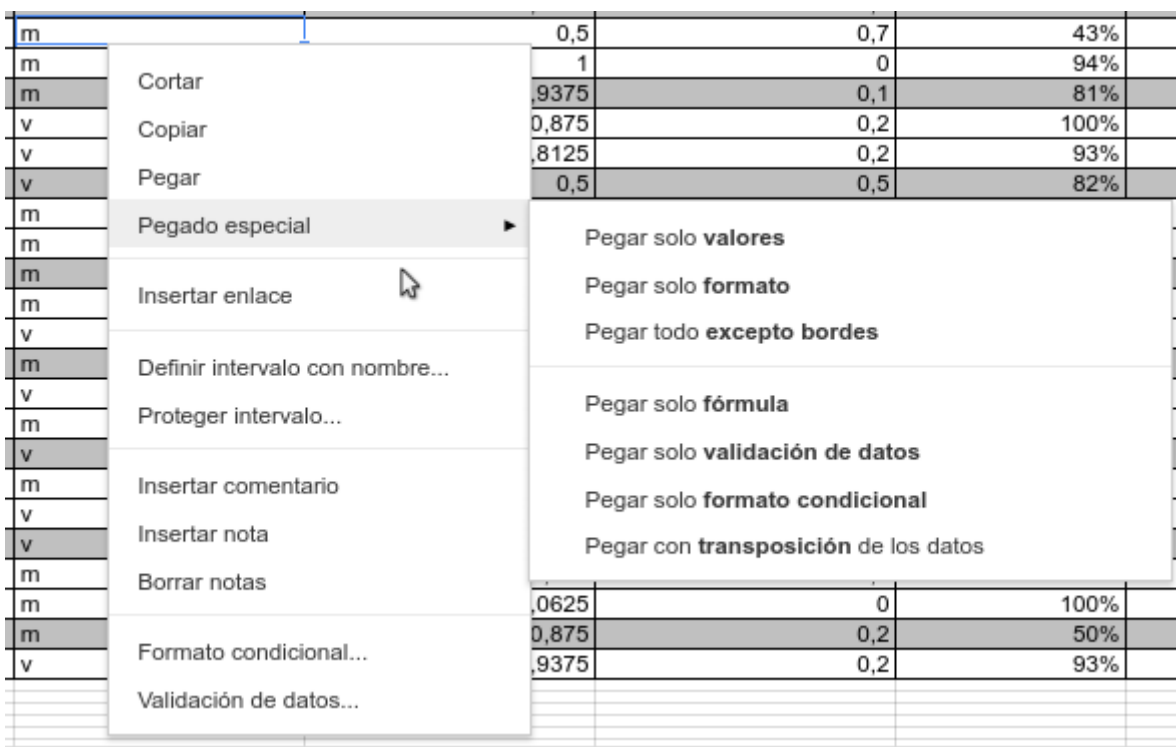 m 0,5 0,7 43%
m 1 0 94%
m ,9375 0,1 81%
v 0,875 0,2 100%
v ,8125 0,2 93%
v 0,5 0,5 82%
m
m
m
m
v
m
v
m
v
m
v
v
m
m ,0625 0 100%
m 0,875 0,2 50%
v ,9375 0,2 93%
Cortar
Copiar
Pegar
Pegado especial
Insertar enlace
Definir intervalo con nombre...
Proteger intervalo...
Insertar comentario
Insertar nota
Borrar notas
Formato condicional...
Validación de datos...
Pegar solo valores
Pegar solo formato
Pegar todo excepto bordes
Pegar solo fórmula
Pegar solo validación de datos
Pegar solo formato condicional
Pegar con transposición de los datos